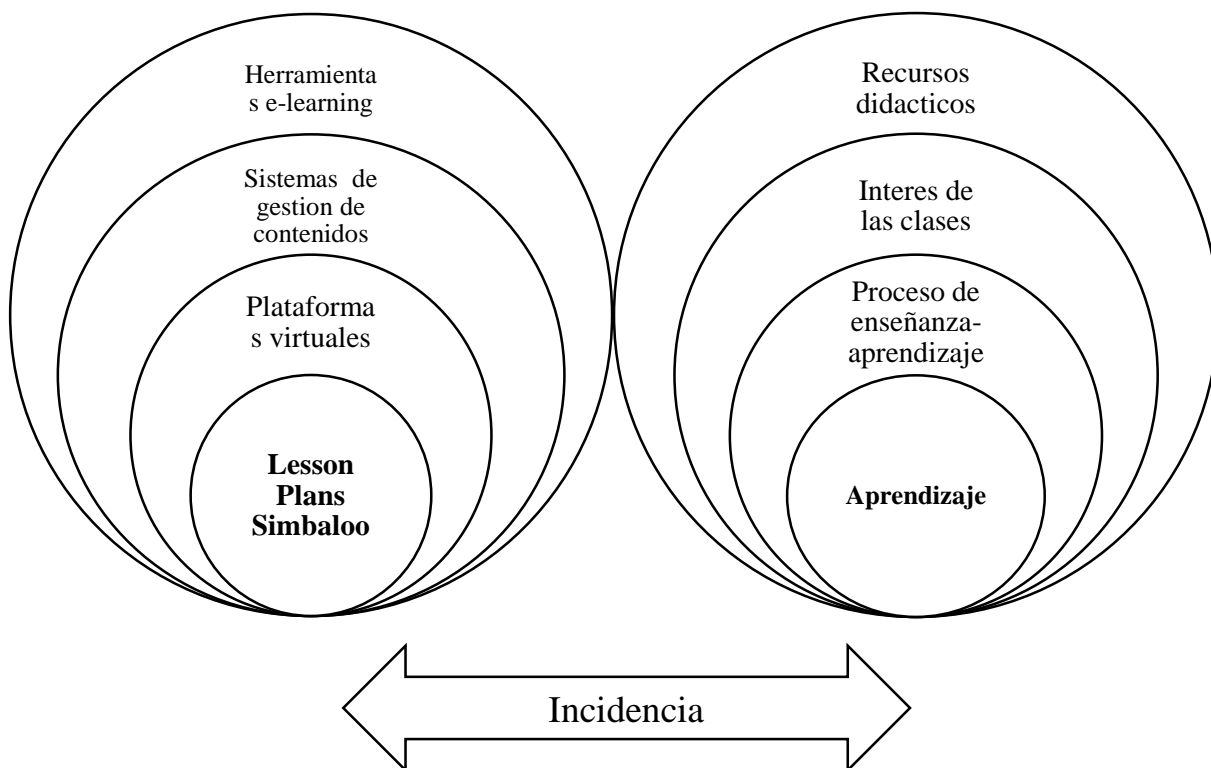 Herramienta
s e-learning
Sistemas de
gestion de
contenidos
Plataforma
s virtuales
Lesson
Plans
Simbaloo
Recursos
didacticos
Interes de
las clases
Proceso de
enseñanza-
aprendizaje
Aprendizaje
Incidencia